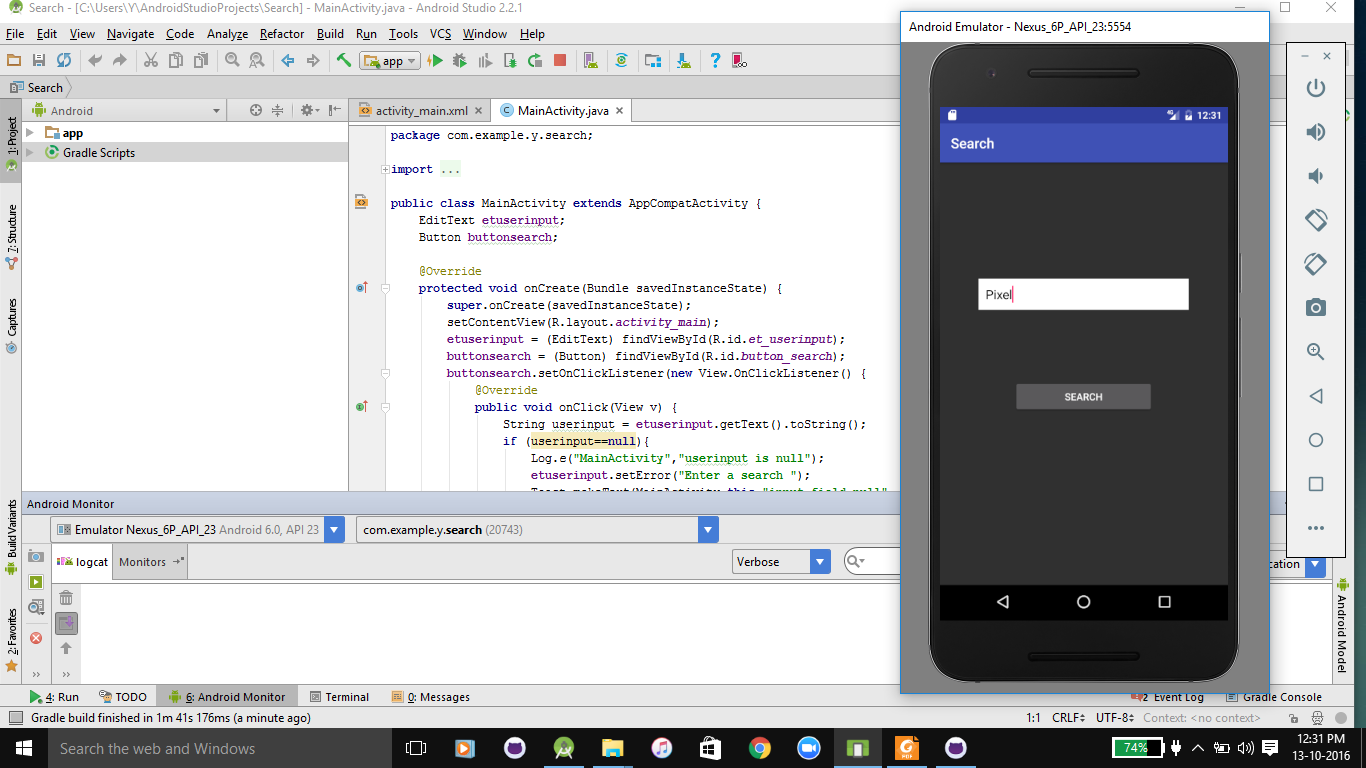 Search - [C:\Users\Y\AndroidStudioProjects\Search] - MainActivity.java - Android Studio 2.2.1
File Edit View Navigate Code Analyze Refactor Build Run Tools VCS Window Help
app
Search
Android
activity_main.xml
MainActivity.java
1: Project
7: Structure
Captures
Build Variants
2: Favorites
app
Gradle Scripts
package com.example.y.search;
import ...
public class MainActivity extends AppCompatActivity {
EditText etuserinput;
Button buttonsearch;
@Override
protected void onCreate(Bundle savedInstanceState) {
super.onCreate(savedInstanceState);
setContentView(R.layout.activity_main);
etuserinput = (EditText) findViewById(R.id.et_userinput);
buttonsearch = (Button) findViewById(R.id.button_search);
buttonsearch.setOnClickListener(new View.OnClickListener() {
@Override
public void onClick(View v) {
String userinput = etuserinput.getText().toString();
if (userinput==null){
Log.e("MainActivity","userinput is null");
etuserinput.setError("Enter a search ");
Android Emulator - Nexus_6P_API_23:5554
12:31
Search
Pixel
SEARCH
Android Monitor
Emulator Nexus_6P_API_23 Android 6.0, API 23
com.example.y.search (20743)
logcat
Monitors
Verbose
cation
Android Model
4: Run
TODO
6: Android Monitor
Terminal
0: Messages
2 Event Log
Gradle Console
Gradle build finished in 1m 41s 176ms (a minute ago)
1:1 CRLF UTF-8 Context: <no context>
Search the web and Windows
PDF
74%
12:31 PM
13-10-2016